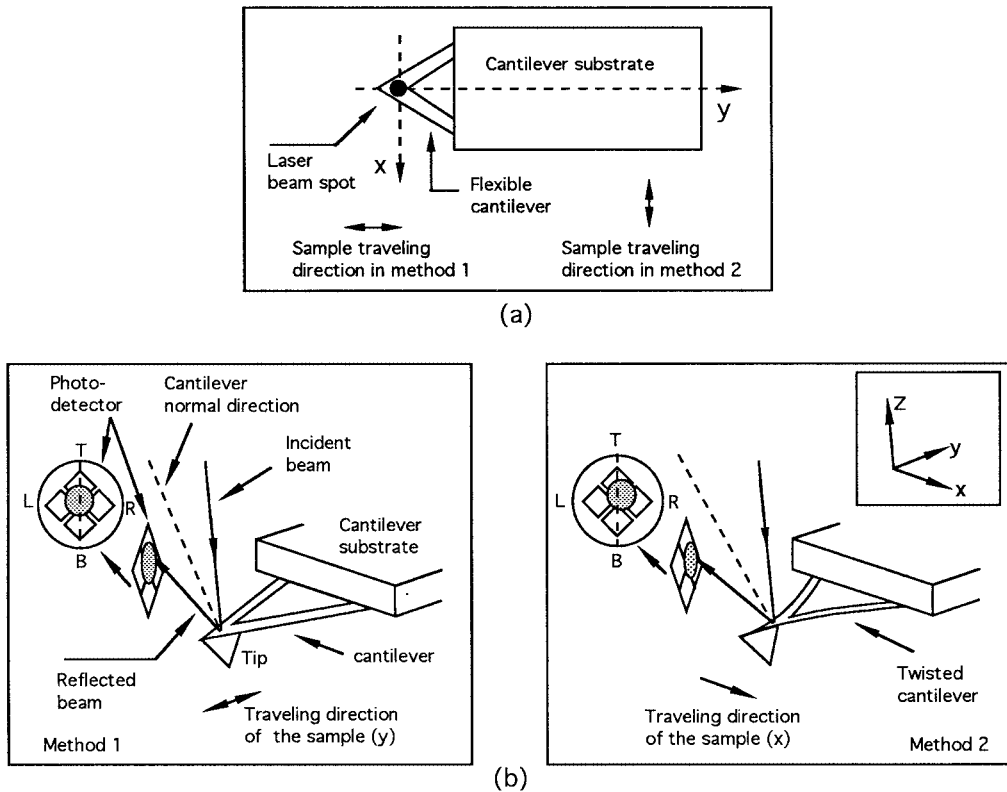 Cantilever substrate
y
Laser
beam spot
x
Flexible
cantilever
Sample traveling
direction in method 1
Sample traveling
direction in method 2
(a)
Photo-
detector
Cantilever
normal direction
Incident
beam
T
L
R
B
Cantilever
substrate
Tip
cantilever
Reflected
beam
Traveling direction
of the sample (y)
Method 1
T
L
R
B
Z
y
x
Twisted
cantilever
Traveling direction
of the sample (x)
Method 2
(b)